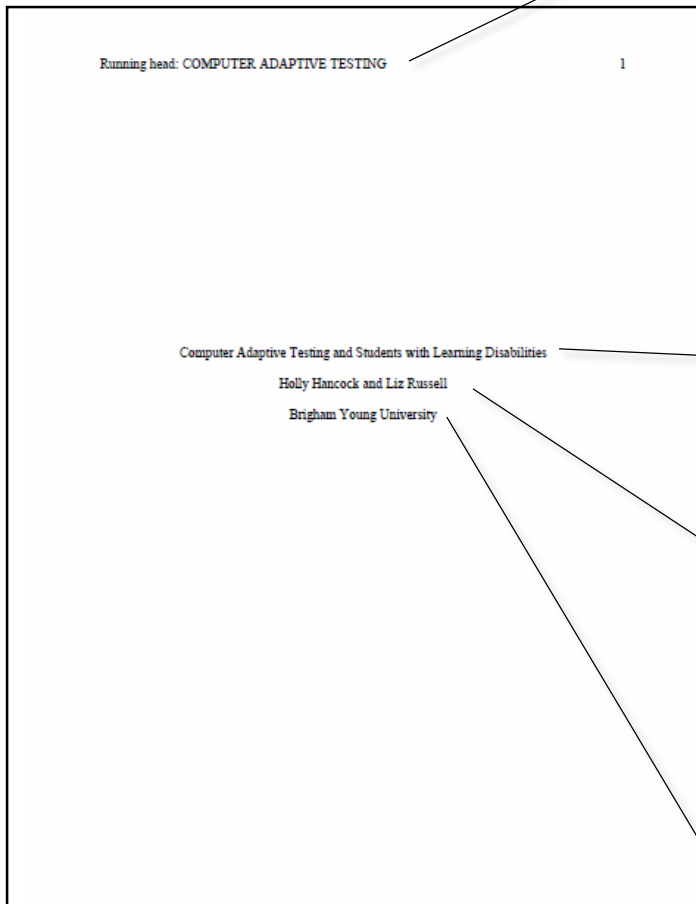 Running head: COMPUTER ADAPTIVE TESTING 1
Computer Adaptive Testing and Students with Learning Disabilities
Holly Hancock and Liz Russell
Brigham Young University